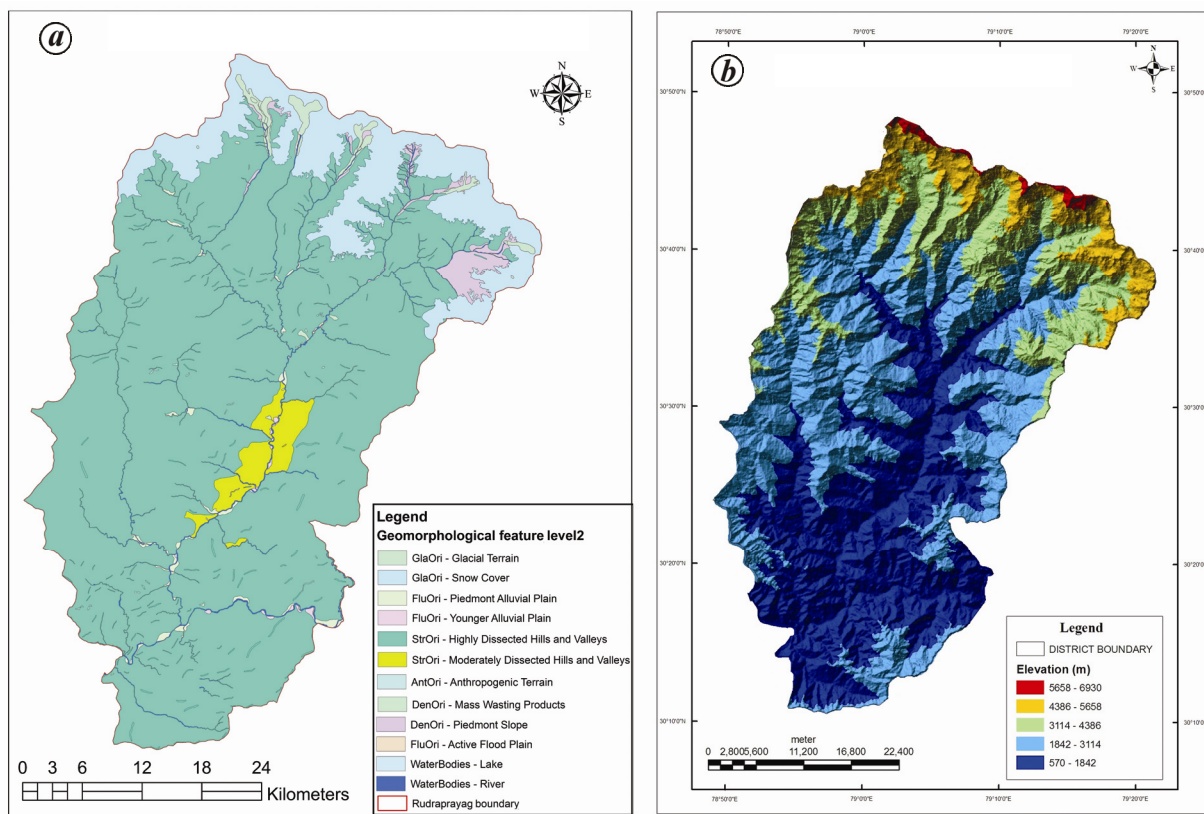 a
N
W E
S
Legend
Geomorphological feature level2
GlaOri - Glacial Terrain
GlaOri - Snow Cover
FluOri - Piedmont Alluvial Plain
FluOri - Younger Alluvial Plain
StrOri - Highly Dissected Hills and Valleys
StrOri - Moderately Dissected Hills and Valleys
AntOri - Anthropogenic Terrain
DenOri - Mass Wasting Products
DenOri - Piedmont Slope
FluOri - Active Flood Plain
WaterBodies - Lake
WaterBodies - River
Rudraprayag boundary
0 3 6 12 18 24
Kilometers
b
78°50'0"E 79°0'0"E 79°10'0"E 79°20'0"E
N
W E
S
30°50'0"N 30°50'0"N
30°40'0"N 30°40'0"N
30°30'0"N 30°30'0"N
30°20'0"N 30°20'0"N
30°10'0"N 30°10'0"N
Legend
DISTRICT BOUNDARY
Elevation (m)
5658 - 6930
4386 - 5658
3114 - 4386
1842 - 3114
570 - 1842
meter
0 2,800 5,600 11,200 16,800 22,400
78°50'0"E 79°0'0"E 79°10'0"E 79°20'0"E